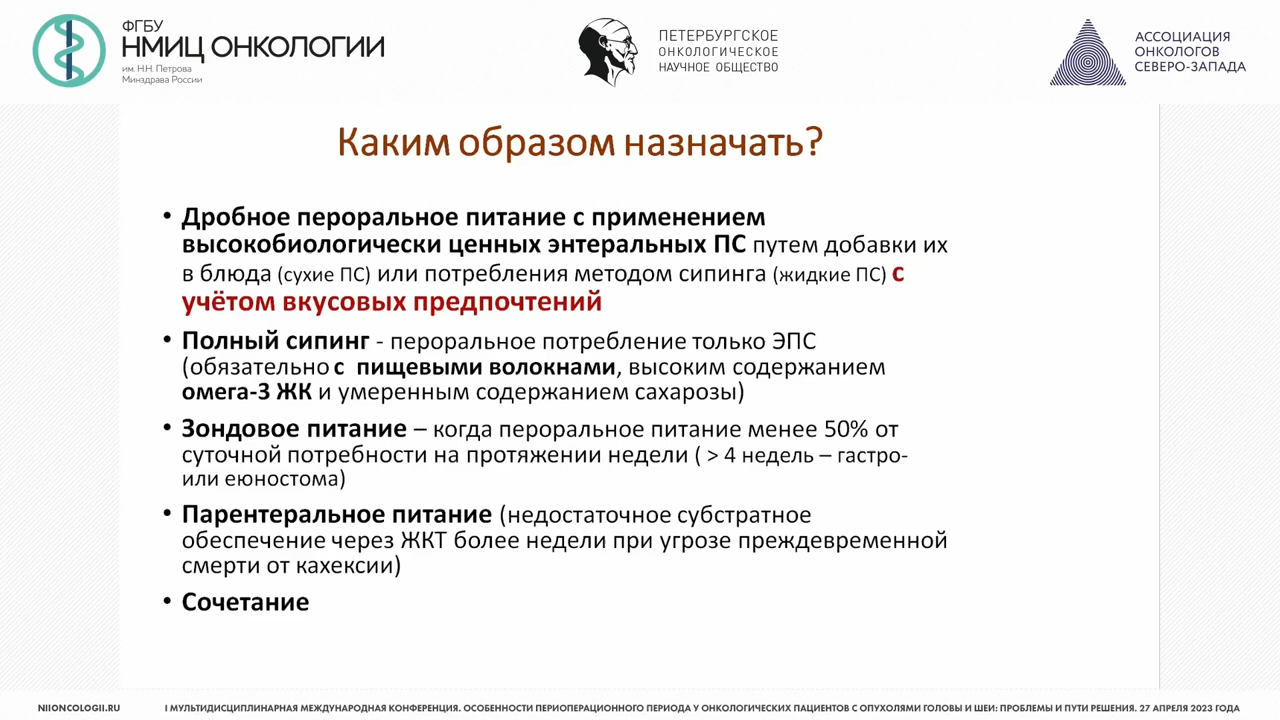 ФГБУ
НМИЦ ОНКОЛОГИИ
им. Н.Н. Петрова
Минздрава России
ПЕТЕРБУРГСКОЕ
ОНКОЛОГИЧЕСКОЕ
НАУЧНОЕ ОБЩЕСТВО
АССОЦИАЦИЯ
ОНКОЛОГОВ
СЕВЕРО-ЗАПАДА
Каким образом назначать?
• Дробное пероральное питание с применением
высокобиологически ценных энтеральных ПС путем добавки их
в блюда (сухие ПС) или потребления методом сипинга (жидкие ПС) с
учётом вкусовых предпочтений
• Полный сипинг - пероральное потребление только ЭПС
(обязательно с пищевыми волокнами, высоким содержанием
омега-3 ЖК и умеренным содержанием сахарозы)
• Зондовое питание – когда пероральное питание менее 50% от
суточной потребности на протяжении недели ( > 4 недель – гастро-
или еюностома)
• Парентеральное питание (недостаточное субстратное
обеспечение через ЖКТ более недели при угрозе преждевременной
смерти от кахексии)
• Сочетание
NIIONCOLOGII.RU
I МУЛЬТИДИСЦИПЛИНАРНАЯ МЕЖДУНАРОДНАЯ КОНФЕРЕНЦИЯ. ОСОБЕННОСТИ ПЕРИОПЕРАЦИОННОГО ПЕРИОДА У ОНКОЛОГИЧЕСКИХ ПАЦИЕНТОВ С ОПУХОЛЯМИ ГОЛОВЫ И ШЕИ: ПРОБЛЕМЫ И ПУТИ РЕШЕНИЯ. 27 АПРЕЛЯ 2023 ГОДА